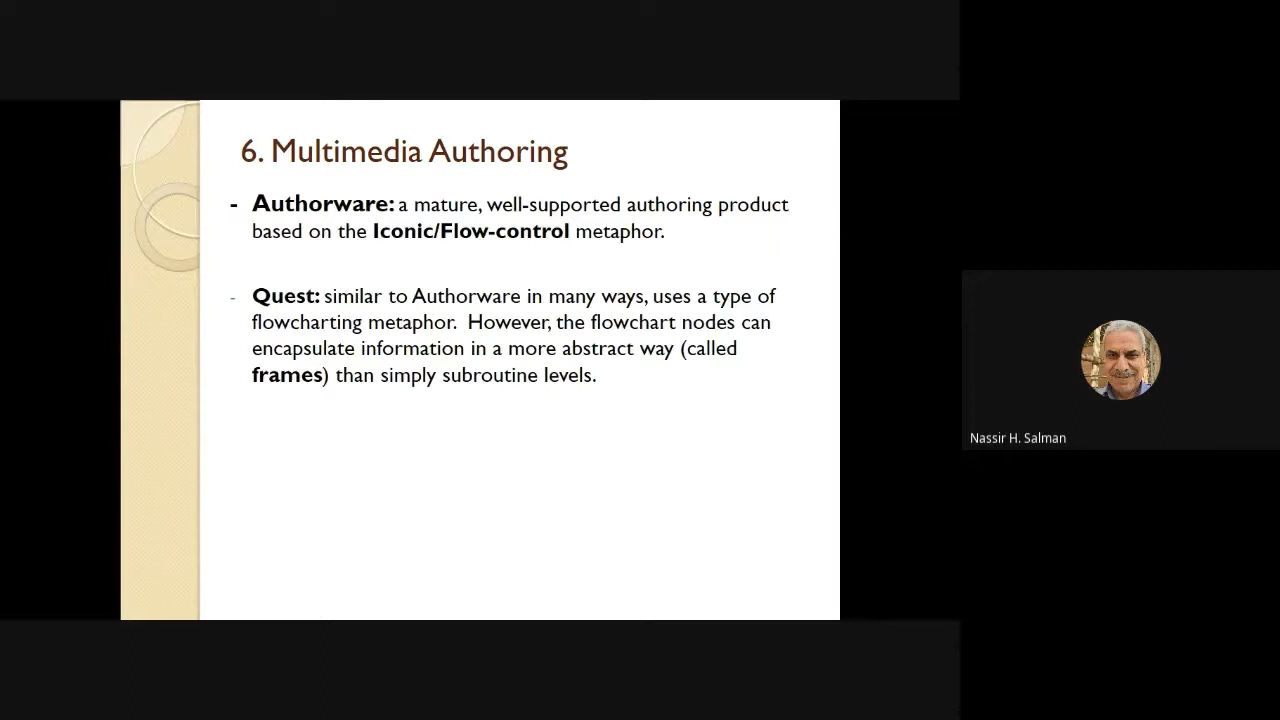 6. Multimedia Authoring
- Authorware: a mature, well-supported authoring product
based on the Iconic/Flow-control metaphor.
- Quest: similar to Authorware in many ways, uses a type of
flowcharting metaphor. However, the flowchart nodes can
encapsulate information in a more abstract way (called
frames) than simply subroutine levels.
Nassir H. Salman